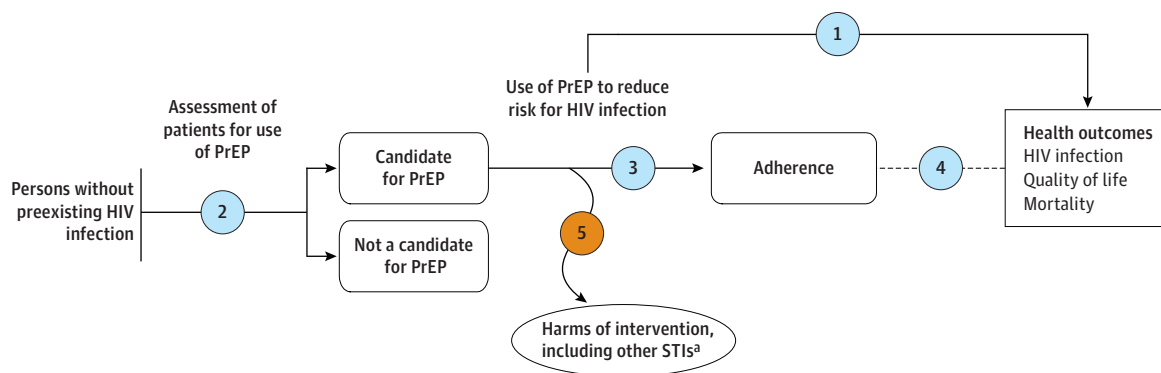 1
Use of PrEP to reduce
risk for HIV infection
Assessment of
patients for use
of PrEP
Persons without
preexisting HIV
infection
2
Candidate
for PrEP
Not a candidate
for PrEP
3
Adherence
4
Health outcomes
HIV infection
Quality of life
Mortality
5
Harms of intervention,
including other STIsᵃ